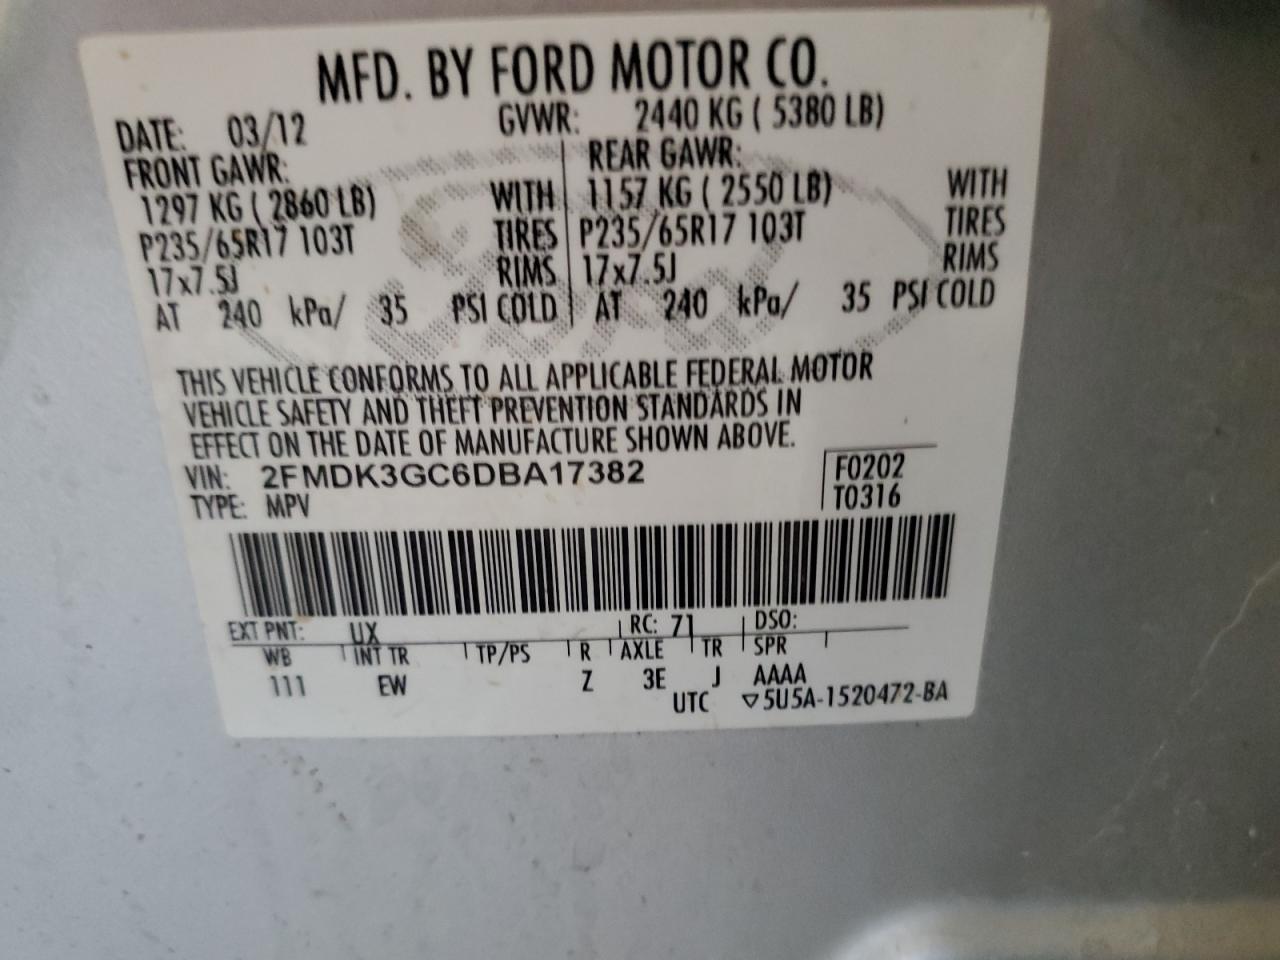 MFD. BY FORD MOTOR CO.
DATE: 03/12 GVWR: 2440 KG ( 5380 LB)
FRONT GAWR: REAR GAWR:
1297 KG ( 2860 LB) WITH 1157 KG ( 2550 LB) WITH
P235/65R17 103T TIRES P235/65R17 103T TIRES
17x7.5J RIMS 17x7.5J RIMS
AT 240 kPa/ 35 PSI COLD AT 240 kPa/ 35 PSI COLD
THIS VEHICLE CONFORMS TO ALL APPLICABLE FEDERAL MOTOR
VEHICLE SAFETY AND THEFT PREVENTION STANDARDS IN
EFFECT ON THE DATE OF MANUFACTURE SHOWN ABOVE.
VIN: 2FMDK3GC6DBA17382 F0202
TYPE: MPV T0316
EXT PNT: UX RC: 71 DSO:
WB INT TR TP/PS R AXLE TR SPR
111 EW Z 3E J AAAA
UTC ▽5U5A-1520472-BA